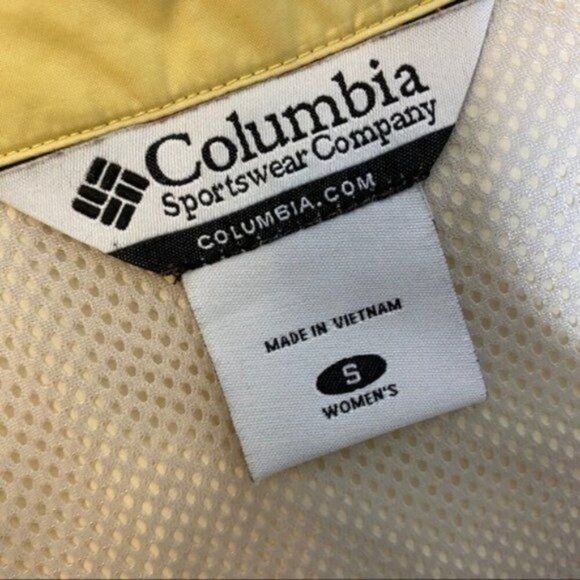 Columbia
Sportswear Company
COLUMBIA.COM
MADE IN VIETNAM
S
WOMEN'S